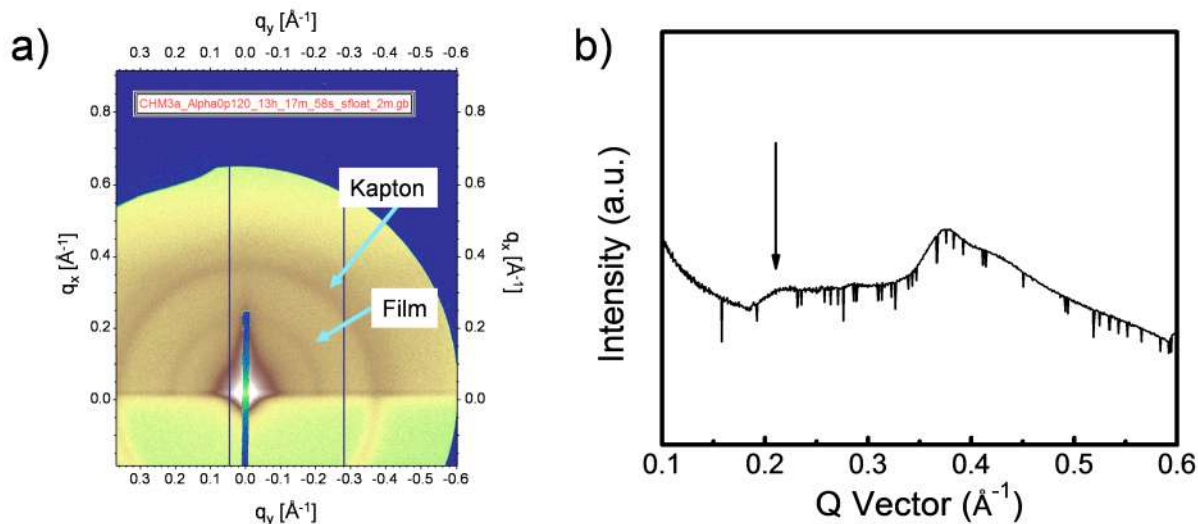 a)
q_y [Å⁻¹]
0.3 0.2 0.1 0.0 -0.1 -0.2 -0.3 -0.4 -0.5 -0.6
CHM3a_Alpha0p120_13h_17m_58s_sfloat_2m.gb
0.8
0.6
0.4
0.2
0.0
q_x [Å⁻¹]
Kapton
Film
0.8
0.6
0.4
0.2
0.0
q_x [Å⁻¹]
0.3 0.2 0.1 0.0 -0.1 -0.2 -0.3 -0.4 -0.5 -0.6
q_y [Å⁻¹]
b)
Intensity (a.u.)
0.1 0.2 0.3 0.4 0.5 0.6
Q Vector (Å⁻¹)